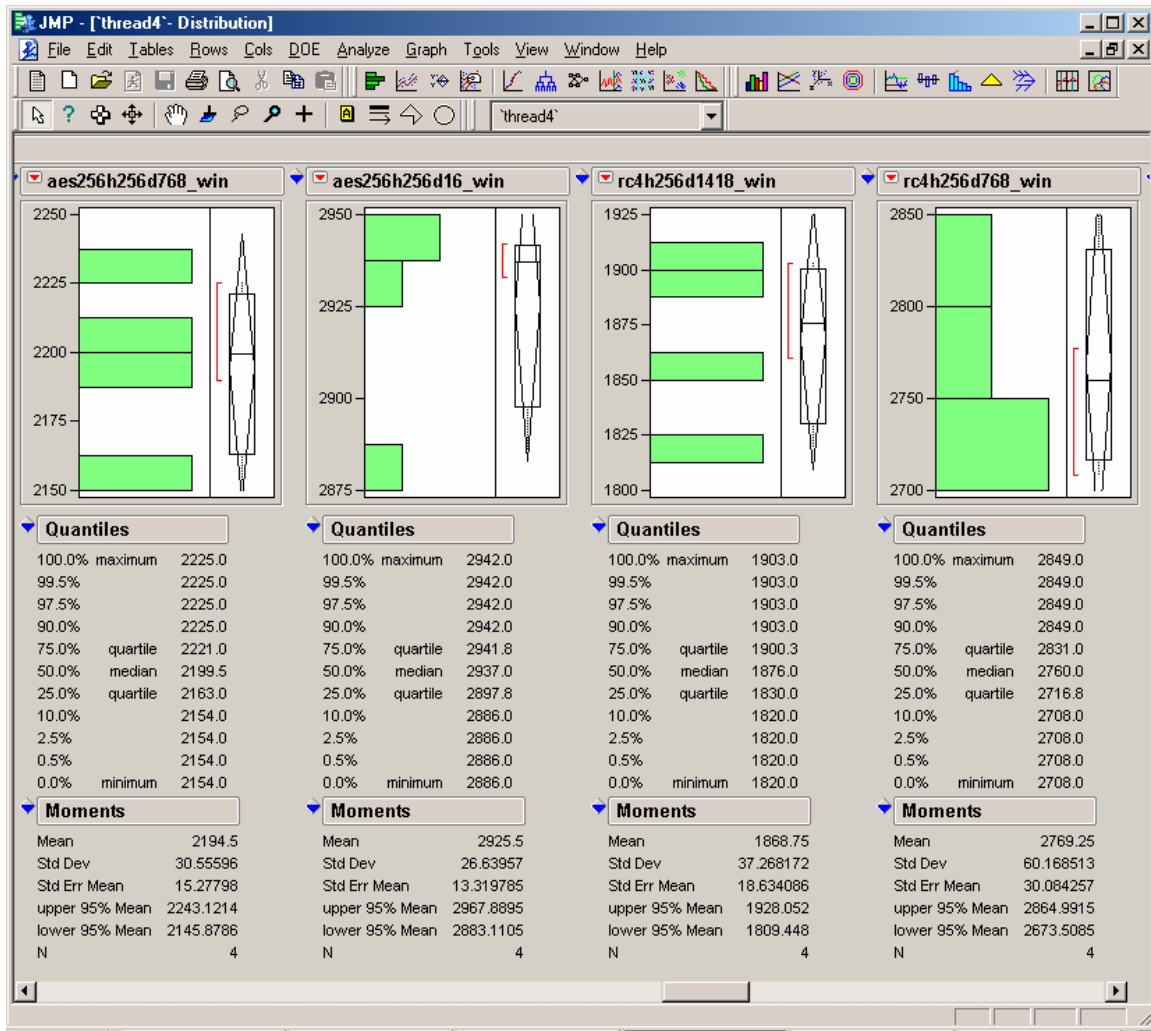 JMP - [`thread4`- Distribution]
File Edit Tables Rows Cols DOE Analyze Graph Tools View Window Help
`thread4`
aes256h256d768_win
2250
2225
2200
2175
2150
Quantiles
100.0% maximum 2225.0
99.5% 2225.0
97.5% 2225.0
90.0% 2225.0
75.0% quartile 2221.0
50.0% median 2199.5
25.0% quartile 2163.0
10.0% 2154.0
2.5% 2154.0
0.5% 2154.0
0.0% minimum 2154.0
Moments
Mean 2194.5
Std Dev 30.55596
Std Err Mean 15.27798
upper 95% Mean 2243.1214
lower 95% Mean 2145.8786
N 4
aes256h256d16_win
2950
2925
2900
2875
Quantiles
100.0% maximum 2942.0
99.5% 2942.0
97.5% 2942.0
90.0% 2942.0
75.0% quartile 2941.8
50.0% median 2937.0
25.0% quartile 2897.8
10.0% 2886.0
2.5% 2886.0
0.5% 2886.0
0.0% minimum 2886.0
Moments
Mean 2925.5
Std Dev 26.63957
Std Err Mean 13.319785
upper 95% Mean 2967.8895
lower 95% Mean 2883.1105
N 4
rc4h256d1418_win
1925
1900
1875
1850
1825
1800
Quantiles
100.0% maximum 1903.0
99.5% 1903.0
97.5% 1903.0
90.0% 1903.0
75.0% quartile 1900.3
50.0% median 1876.0
25.0% quartile 1830.0
10.0% 1820.0
2.5% 1820.0
0.5% 1820.0
0.0% minimum 1820.0
Moments
Mean 1868.75
Std Dev 37.268172
Std Err Mean 18.634086
upper 95% Mean 1928.052
lower 95% Mean 1809.448
N 4
rc4h256d768_win
2850
2800
2750
2700
Quantiles
100.0% maximum 2849.0
99.5% 2849.0
97.5% 2849.0
90.0% 2849.0
75.0% quartile 2831.0
50.0% median 2760.0
25.0% quartile 2716.8
10.0% 2708.0
2.5% 2708.0
0.5% 2708.0
0.0% minimum 2708.0
Moments
Mean 2769.25
Std Dev 60.168513
Std Err Mean 30.084257
upper 95% Mean 2864.9915
lower 95% Mean 2673.5085
N 4